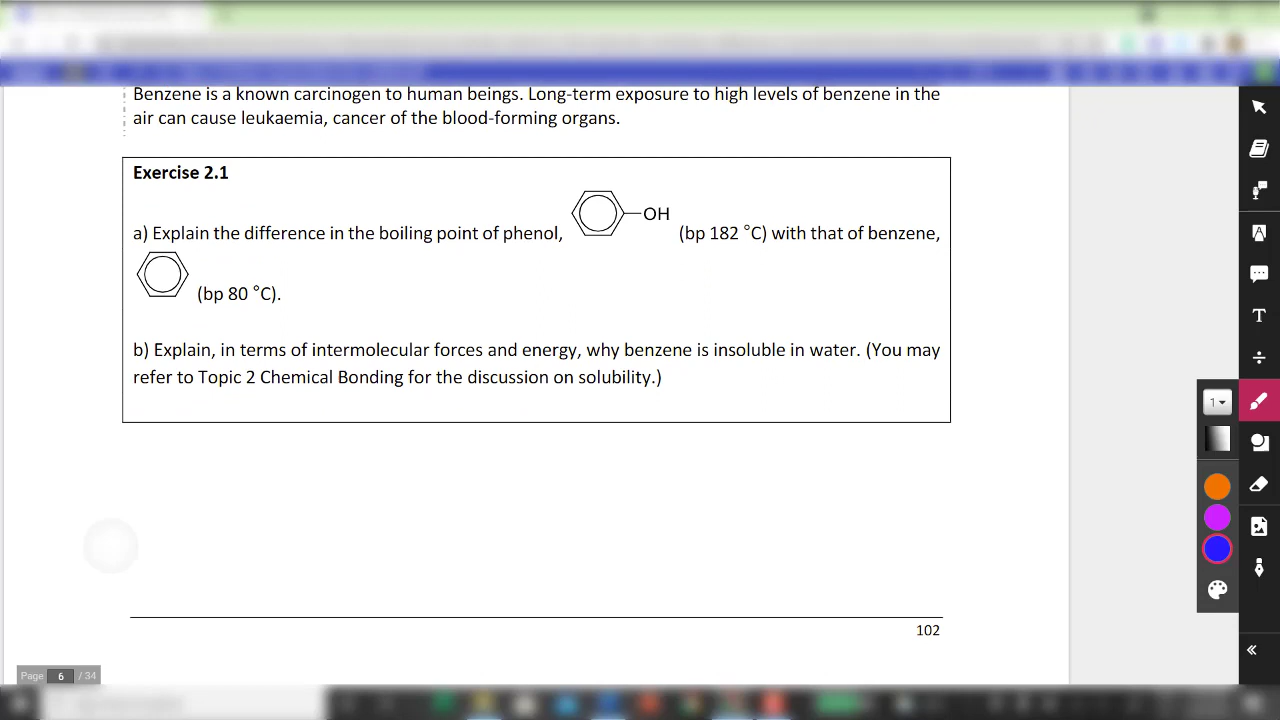 Benzene is a known carcinogen to human beings. Long-term exposure to high levels of benzene in the
air can cause leukaemia, cancer of the blood-forming organs.
Exercise 2.1
OH
a) Explain the difference in the boiling point of phenol, (bp 182 °C) with that of benzene,
(bp 80 °C).
b) Explain, in terms of intermolecular forces and energy, why benzene is insoluble in water. (You may
refer to Topic 2 Chemical Bonding for the discussion on solubility.)
1
102
Page 6 / 34